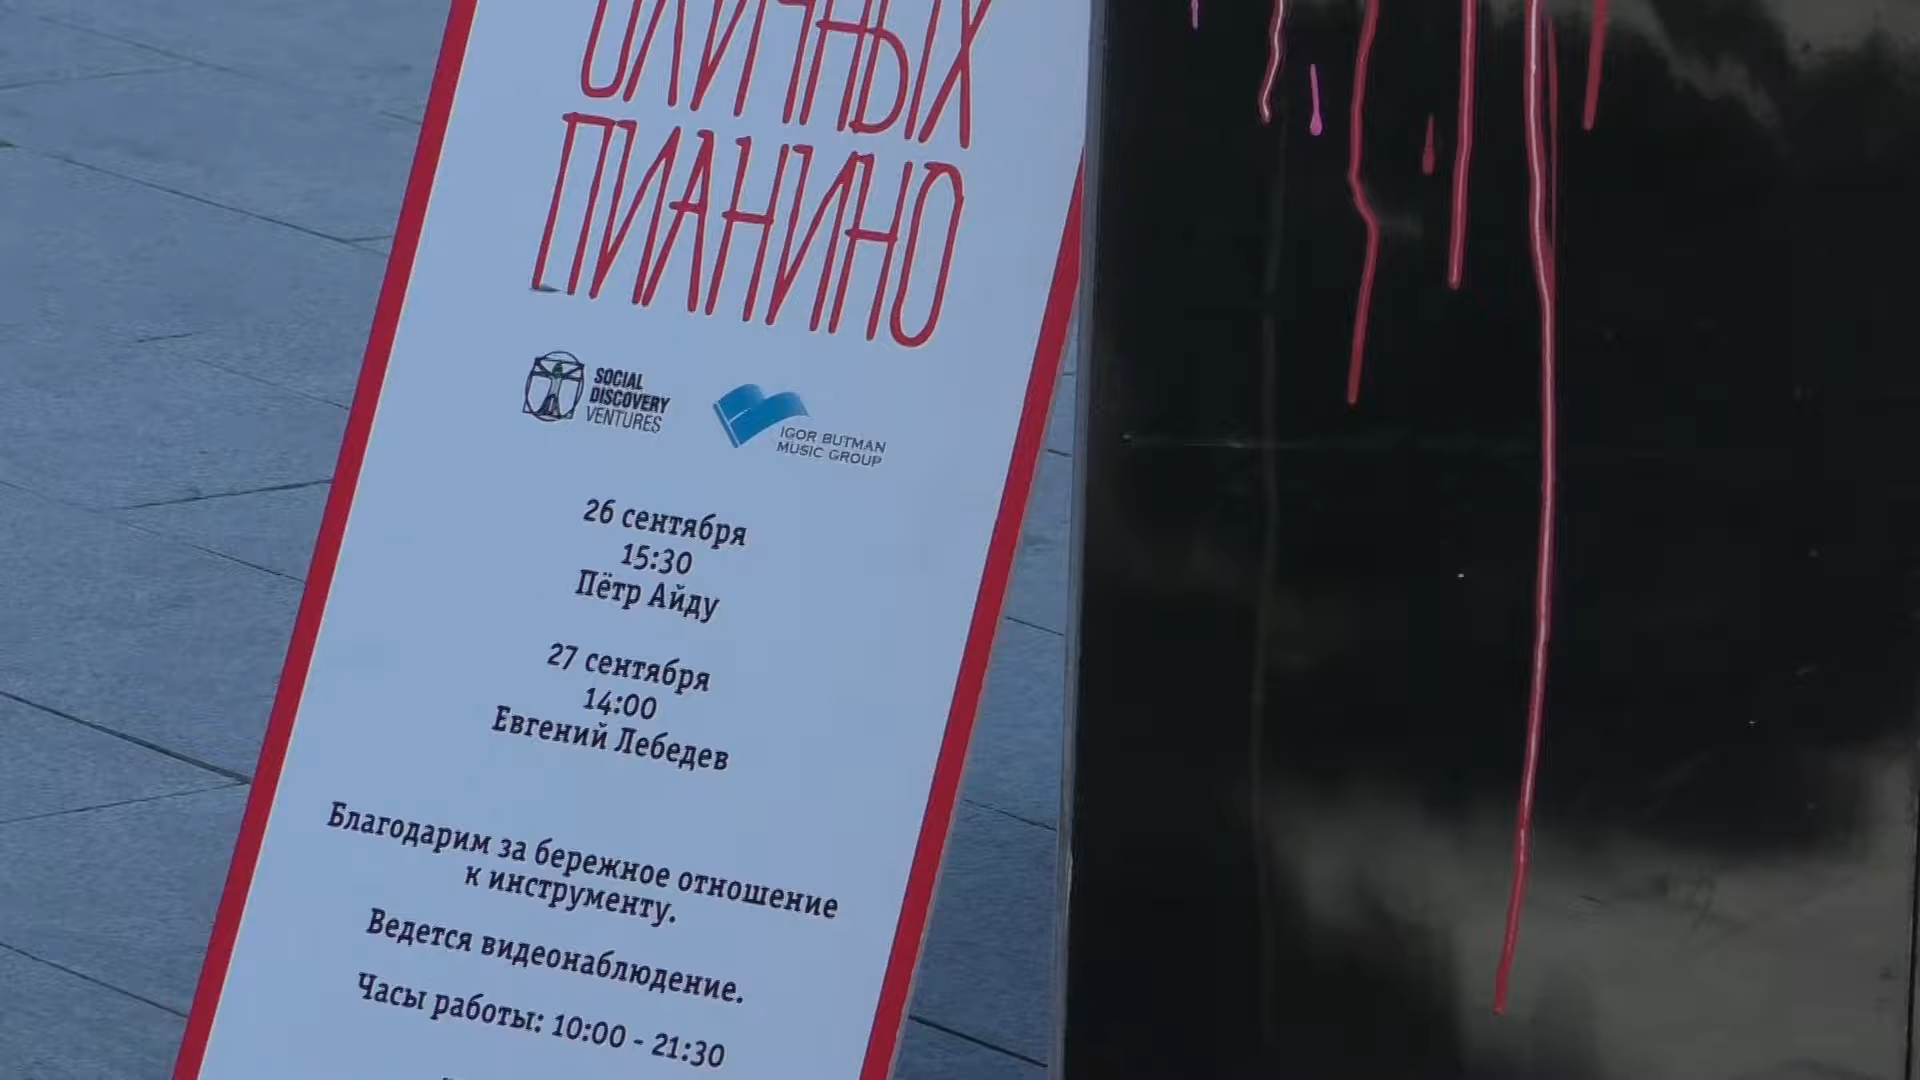 УЛИЧНЫХ
ПИАНИНО
SOCIAL
DISCOVERY
VENTURES
IGOR BUTMAN
MUSIC GROUP
26 сентября
15:30
Пётр Айду
27 сентября
14:00
Евгений Лебедев
Благодарим за бережное отношение
к инструменту.
Ведется видеонаблюдение.
Часы работы: 10:00 - 21:30